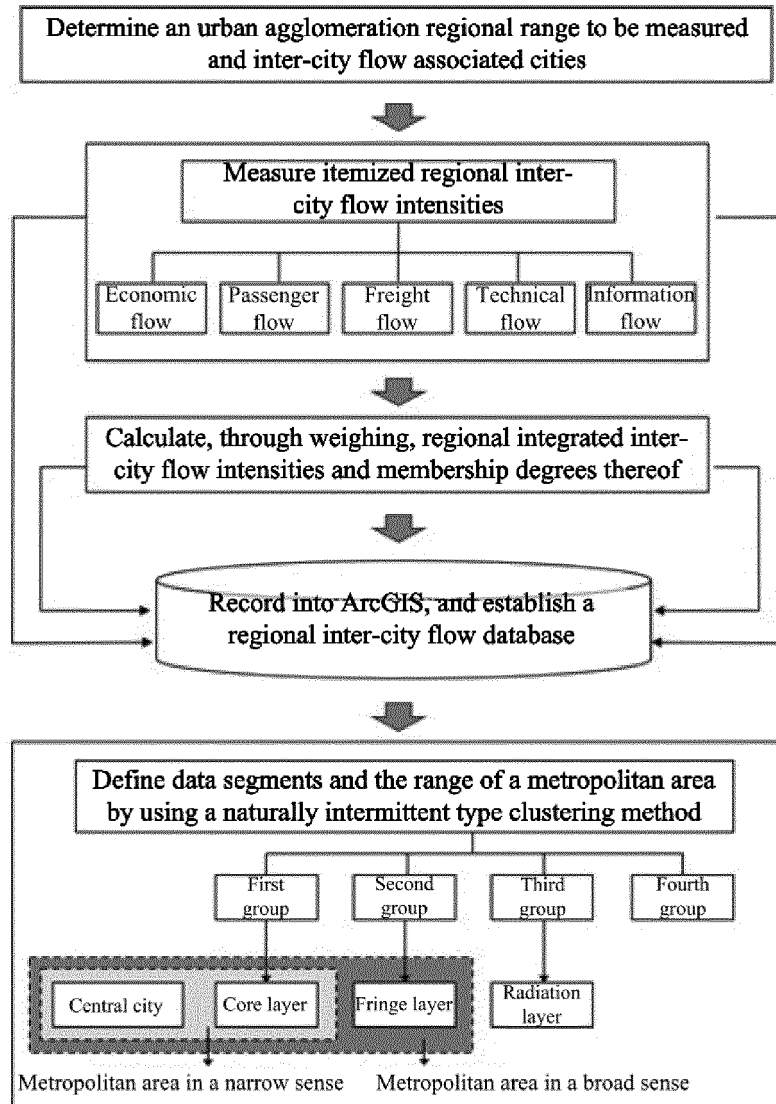 Determine an urban agglomeration regional range to be measured
and inter-city flow associated cities
Measure itemized regional inter-
city flow intensities
Economic
flow
Passenger
flow
Freight
flow
Technical
flow
Information
flow
Calculate, through weighing, regional integrated inter-
city flow intensities and membership degrees thereof
Record into ArcGIS, and establish a
regional inter-city flow database
Define data segments and the range of a metropolitan area
by using a naturally intermittent type clustering method
First
group
Second
group
Third
group
Fourth
group
Central city
Core layer
Fringe layer
Radiation
layer
Metropolitan area in a narrow sense
Metropolitan area in a broad sense